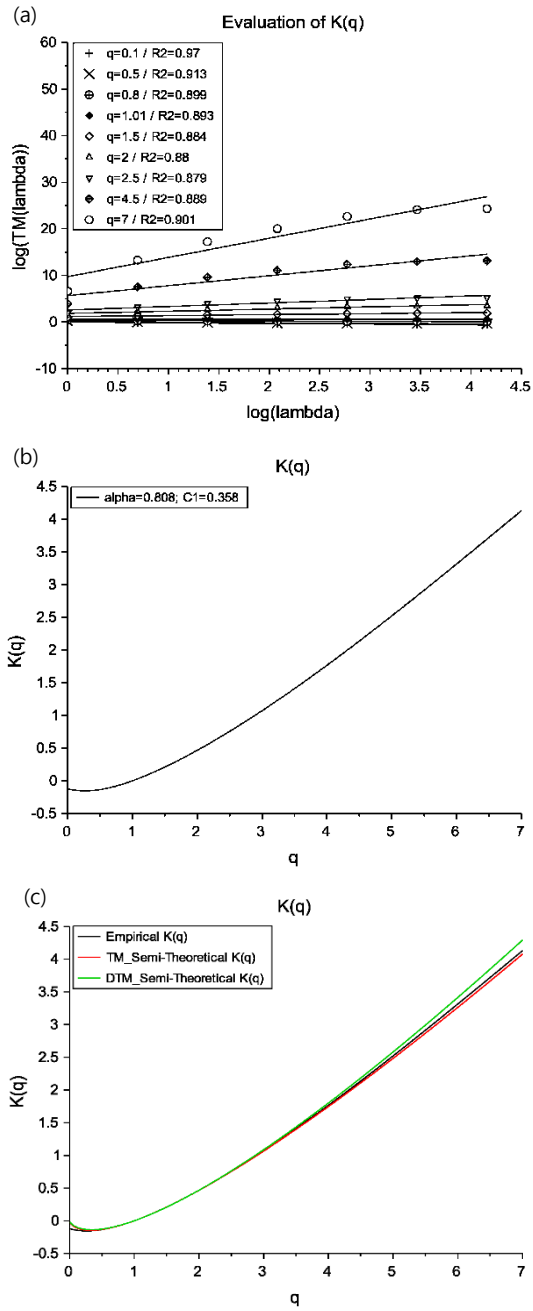 (a)
Evaluation of K(q)
q=0.1 / R2=0.97
q=0.5 / R2=0.913
q=0.8 / R2=0.899
q=1.01 / R2=0.893
q=1.5 / R2=0.884
q=2 / R2=0.88
q=2.5 / R2=0.879
q=4.5 / R2=0.889
q=7 / R2=0.901
log(TM(lambda))
60
50
40
30
20
10
0
-10
0 0.5 1 1.5 2 2.5 3 3.5 4 4.5
log(lambda)
(b)
K(q)
alpha=0.808; C1=0.358
K(q)
4.5
4
3.5
3
2.5
2
1.5
1
0.5
0
-0.5
0 1 2 3 4 5 6 7
q
(c)
K(q)
Empirical K(q)
TM_Semi-Theoretical K(q)
DTM_Semi-Theoretical K(q)
K(q)
4.5
4
3.5
3
2.5
2
1.5
1
0.5
0
-0.5
0 1 2 3 4 5 6 7
q